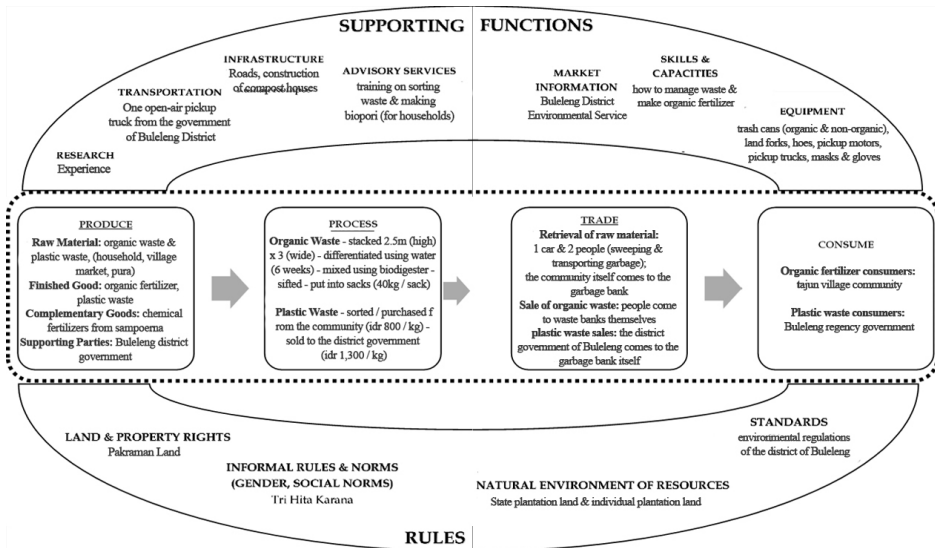 SUPPORTING FUNCTIONS
INFRASTRUCTURE
Roads, construction
of compost houses
ADVISORY SERVICES
training on sorting
waste & making
biopori (for households)
TRANSPORTATION
One open-air pickup
truck from the government
of Buleleng District
RESEARCH
Experience
MARKET
INFORMATION
Buleleng District
Environmental Service
SKILLS &
CAPACITIES
how to manage waste &
make organic fertilizer
EQUIPMENT
trash cans (organic & non-organic),
land forks, hoes, pickup motors,
pickup trucks, masks & gloves
PRODUCE
Raw Material: organic waste &
plastic waste, (household, village
market, pura)
Finished Good: organic fertilizer,
plastic waste
Complementary Goods: chemical
fertilizers from sampoerna
Supporting Parties: Buleleng district
government
PROCESS
Organic Waste - stacked 2.5m (high)
x 3 (wide) - differentiated using water
(6 weeks) - mixed using biodigester -
sifted - put into sacks (40kg / sack)
Plastic Waste - sorted / purchased f
rom the community (idr 800 / kg) -
sold to the district government
(idr 1,300 / kg)
TRADE
Retrieval of raw material:
1 car & 2 people (sweeping &
transporting garbage);
the community itself comes to the
garbage bank
Sale of organic waste: people come
to waste banks themselves
plastic waste sales: the district
government of Buleleng comes to the
garbage bank itself
CONSUME
Organic fertilizer consumers:
tajun village community
Plastic waste consumers:
Buleleng regency government
LAND & PROPERTY RIGHTS
Pakraman Land
INFORMAL RULES & NORMS
(GENDER, SOCIAL NORMS)
Tri Hita Karana
NATURAL ENVIRONMENT OF RESOURCES
State plantation land & individual plantation land
STANDARDS
environmental regulations
of the district of Buleleng
RULES